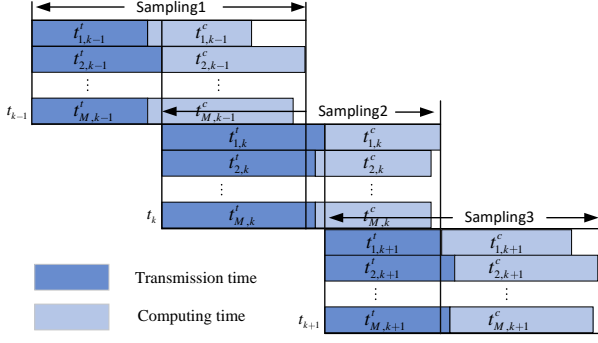 Sampling1
t^t_{1,k-1} t^c_{1,k-1}
t^t_{2,k-1} t^c_{2,k-1}
⋮ ⋮
t_{k-1} t^t_{M,k-1} t^c_{M,k-1}
Sampling2
t^t_{1,k} t^c_{1,k}
t^t_{2,k} t^c_{2,k}
⋮ ⋮
t_k t^t_{M,k} t^c_{M,k}
Sampling3
t^t_{1,k+1} t^c_{1,k+1}
t^t_{2,k+1} t^c_{2,k+1}
⋮ ⋮
t_{k+1} t^t_{M,k+1} t^c_{M,k+1}
Transmission time
Computing time